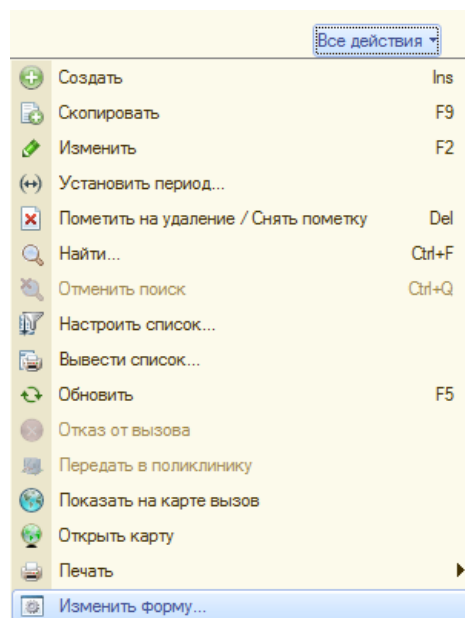 Все действия
Создать Ins
Скопировать F9
Изменить F2
Установить период...
Пометить на удаление / Снять пометку Del
Найти... Ctrl+F
Отменить поиск Ctrl+Q
Настроить список...
Вывести список...
Обновить F5
Отказ от вызова
Передать в поликлинику
Показать на карте вызов
Открыть карту
Печать
Изменить форму...